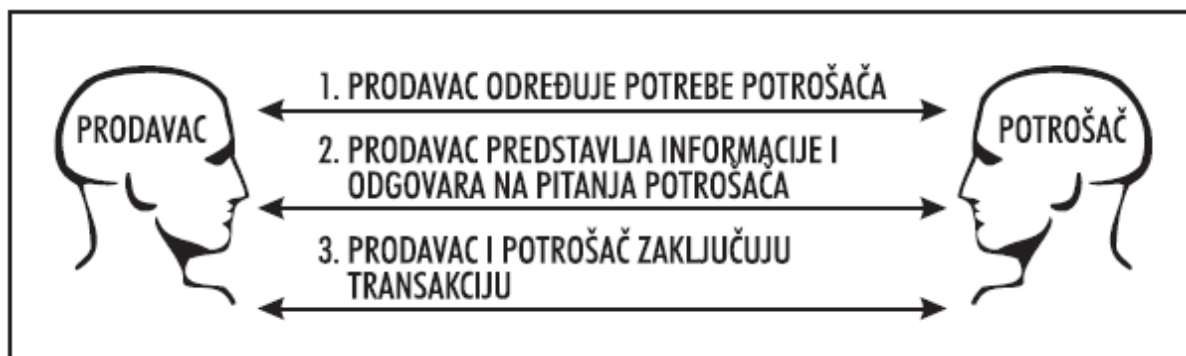 PRODAVAC
1. PRODAVAC ODREĐUJE POTREBE POTROŠAČA
2. PRODAVAC PREDSTAVLJA INFORMACIJE I
ODGOVARA NA PITANJA POTROŠAČA
3. PRODAVAC I POTROŠAČ ZAKLJUČUJU
TRANSAKCIJU
POTROŠAČ